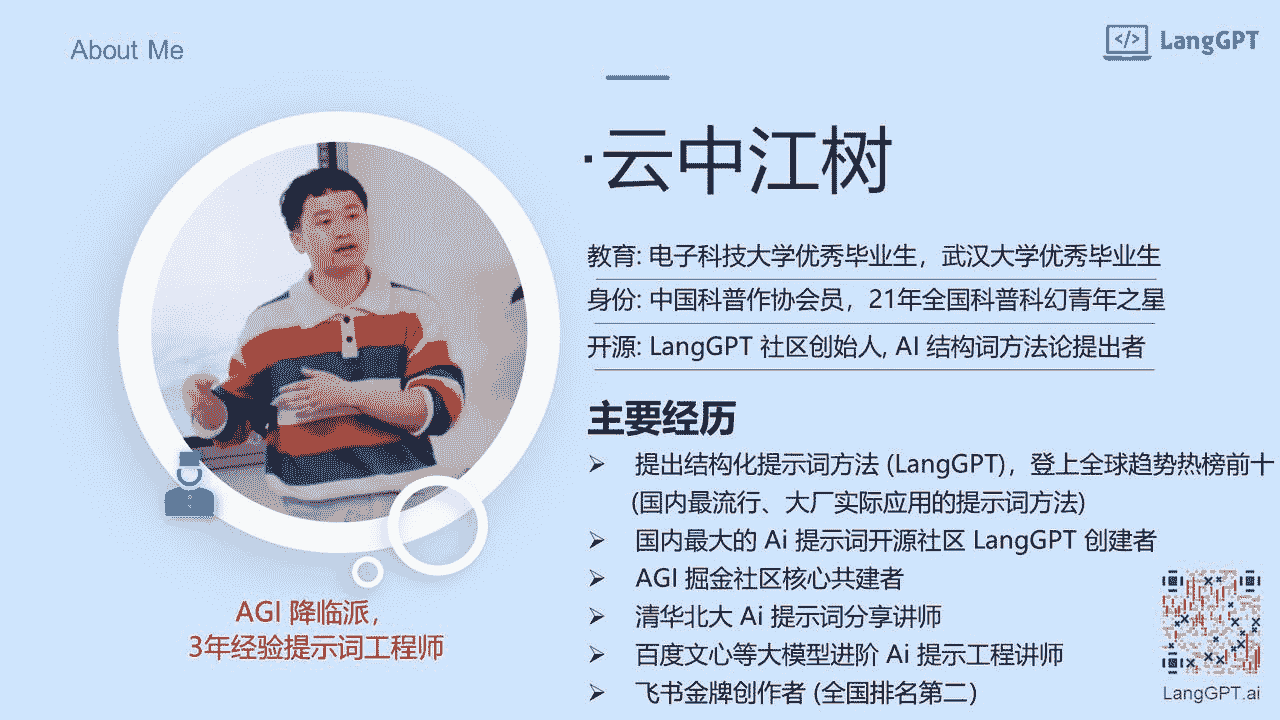 About Me
</> LangGPT
·云中江树
教育: 电子科技大学优秀毕业生，武汉大学优秀毕业生
身份: 中国科普作协会员，21年全国科普科幻青年之星
开源: LangGPT 社区创始人, AI 结构词方法论提出者
主要经历
➢ 提出结构化提示词方法 (LangGPT)，登上全球趋势热榜前十
(国内最流行、大厂实际应用的提示词方法)
➢ 国内最大的 Ai 提示词开源社区 LangGPT 创建者
➢ AGI 掘金社区核心共建者
➢ 清华北大 Ai 提示词分享讲师
➢ 百度文心等大模型进阶 Ai 提示工程讲师
➢ 飞书金牌创作者 (全国排名第二)
AGI 降临派，
3年经验提示词工程师
LangGPT.ai